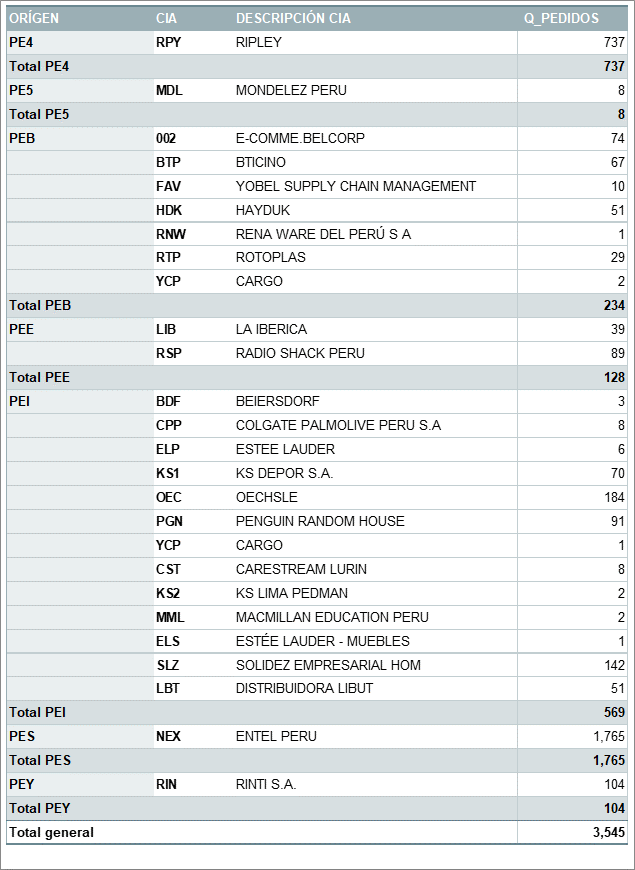 ORÍGEN CIA DESCRIPCIÓN CIA Q_PEDIDOS
PE4 RPY RIPLEY 737
Total PE4 737
PE5 MDL MONDELEZ PERU 8
Total PE5 8
PEB 002 E-COMME.BELCORP 74
BTP BTICINO 67
FAV YOBEL SUPPLY CHAIN MANAGEMENT 10
HDK HAYDUK 51
RNW RENA WARE DEL PERÚ S A 1
RTP ROTOPLAS 29
YCP CARGO 2
Total PEB 234
PEE LIB LA IBERICA 39
RSP RADIO SHACK PERU 89
Total PEE 128
PEI BDF BEIERSDORF 3
CPP COLGATE PALMOLIVE PERU S.A 8
ELP ESTEE LAUDER 6
KS1 KS DEPOR S.A. 70
OEC OECHSLE 184
PGN PENGUIN RANDOM HOUSE 91
YCP CARGO 1
CST CARESTREAM LURIN 8
KS2 KS LIMA PEDMAN 2
MML MACMILLAN EDUCATION PERU 2
ELS ESTÉE LAUDER - MUEBLES 1
SLZ SOLIDEZ EMPRESARIAL HOM 142
LBT DISTRIBUIDORA LIBUT 51
Total PEI 569
PES NEX ENTEL PERU 1,765
Total PES 1,765
PEY RIN RINTI S.A. 104
Total PEY 104
Total general 3,545